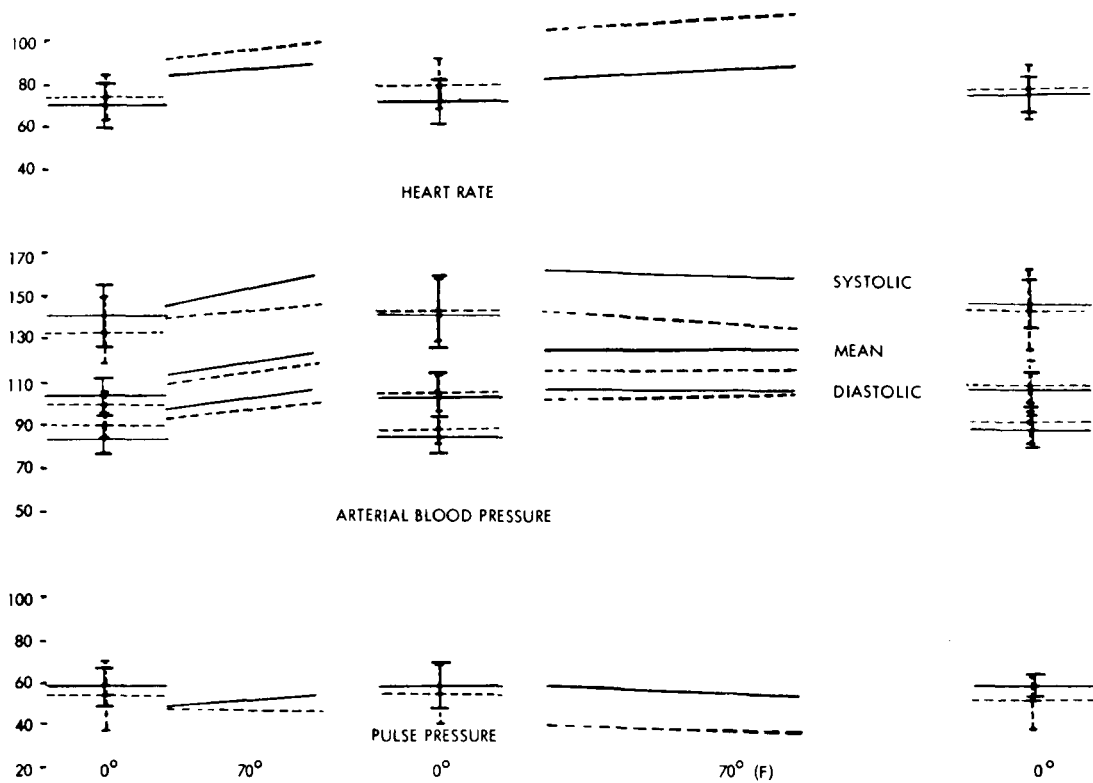 100
80
60
40
HEART RATE
170
150
130
110
90
70
50
SYSTOLIC
MEAN
DIASTOLIC
ARTERIAL BLOOD PRESSURE
100
80
60
40
20
PULSE PRESSURE
0° 70° 0° 70° (F) 0°